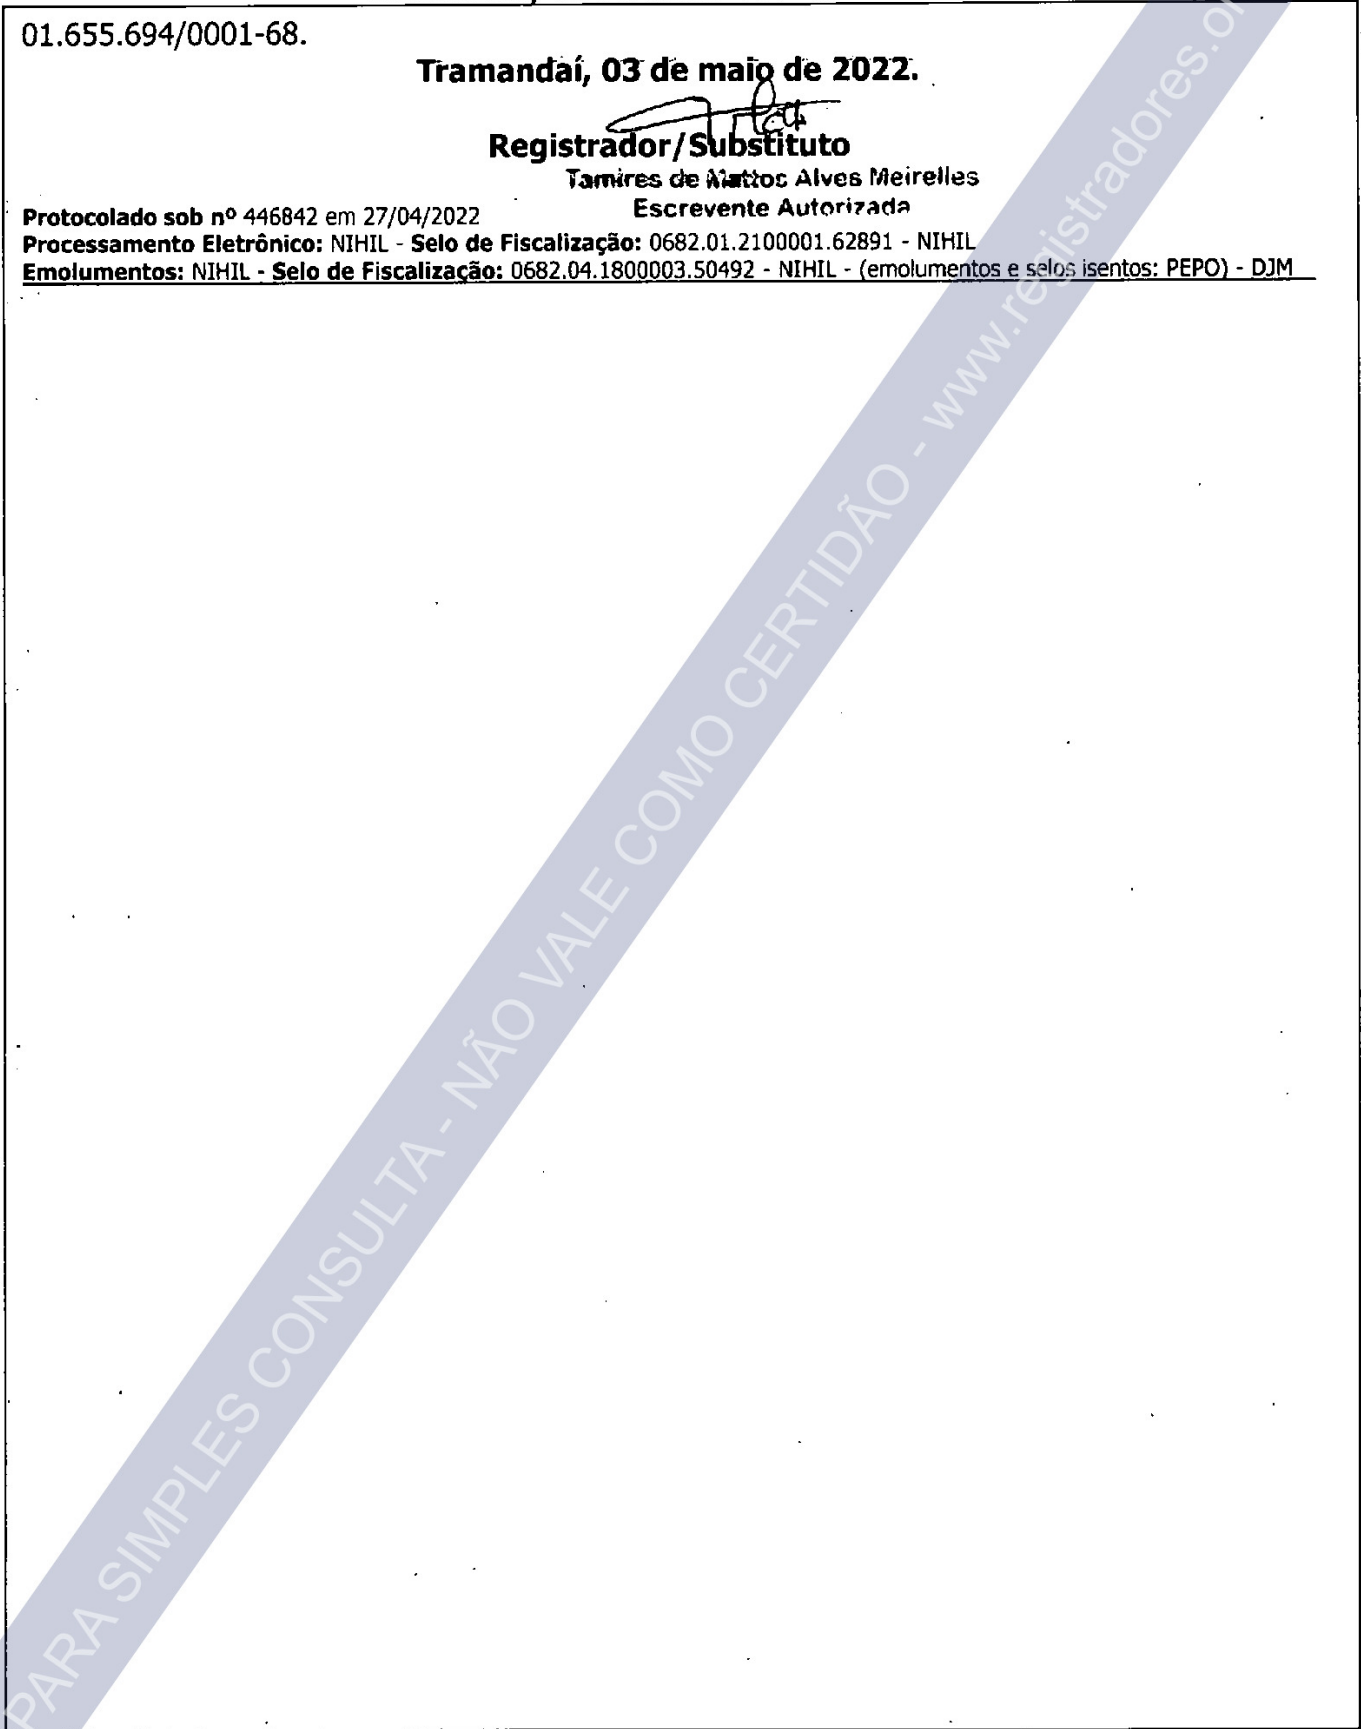 01.655.694/0001-68.
Tramandaí, 03 de maio de 2022.
Registrador/Substituto
Tamires de Mattos Alves Meirelles
Escrevente Autorizada
Protocolado sob nº 446842 em 27/04/2022
Processamento Eletrônico: NIHIL - Selo de Fiscalização: 0682.01.2100001.62891 - NIHIL
Emolumentos: NIHIL - Selo de Fiscalização: 0682.04.1800003.50492 - NIHIL - (emolumentos e selos isentos: PEPO) - DJM
PARA SIMPLES CONSULTA - NÃO VALE COMO CERTIDÃO - www.registradores.or